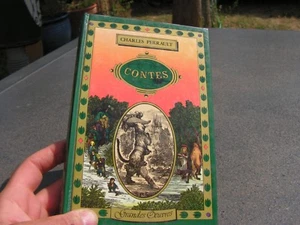 CHARLES PERRAULT
CONTES
Grandes Œuvres